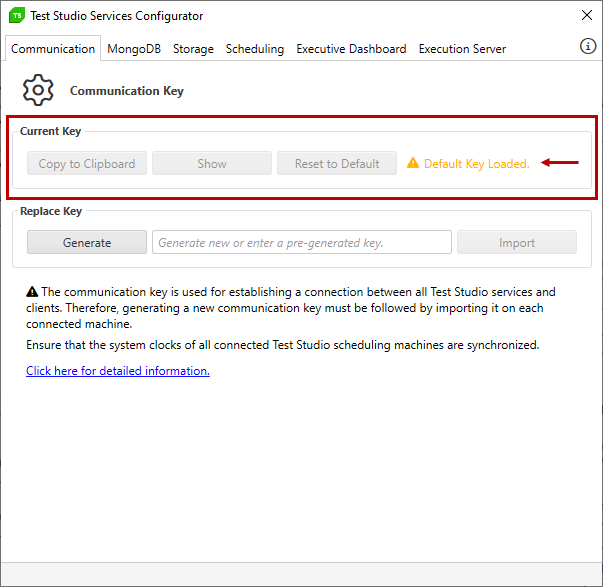 TS Test Studio Services Configurator
Communication MongoDB Storage Scheduling Executive Dashboard Execution Server
Communication Key
Current Key
Copy to Clipboard Show Reset to Default Default Key Loaded.
Replace Key
Generate Generate new or enter a pre-generated key. Import
The communication key is used for establishing a connection between all Test Studio services and
clients. Therefore, generating a new communication key must be followed by importing it on each
connected machine.
Ensure that the system clocks of all connected Test Studio scheduling machines are synchronized.
Click here for detailed information.